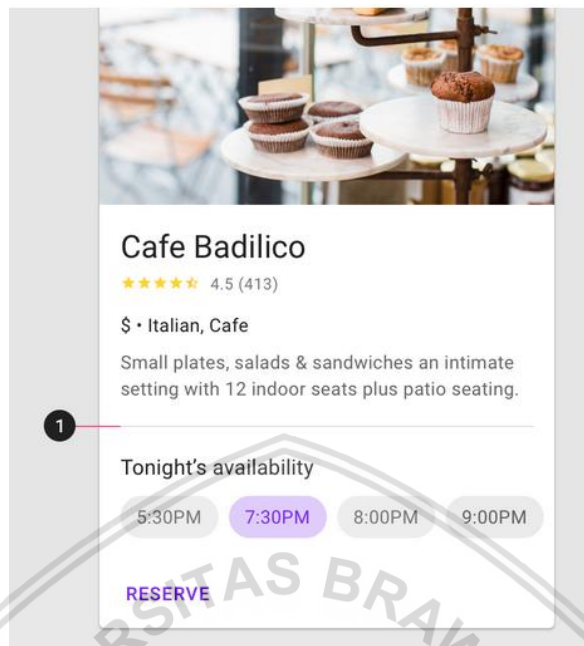 Cafe Badilico
4.5 (413)
$ • Italian, Cafe
Small plates, salads & sandwiches an intimate
setting with 12 indoor seats plus patio seating.
1
Tonight's availability
5:30PM 7:30PM 8:00PM 9:00PM
RESERVE
RSITAS BRAW